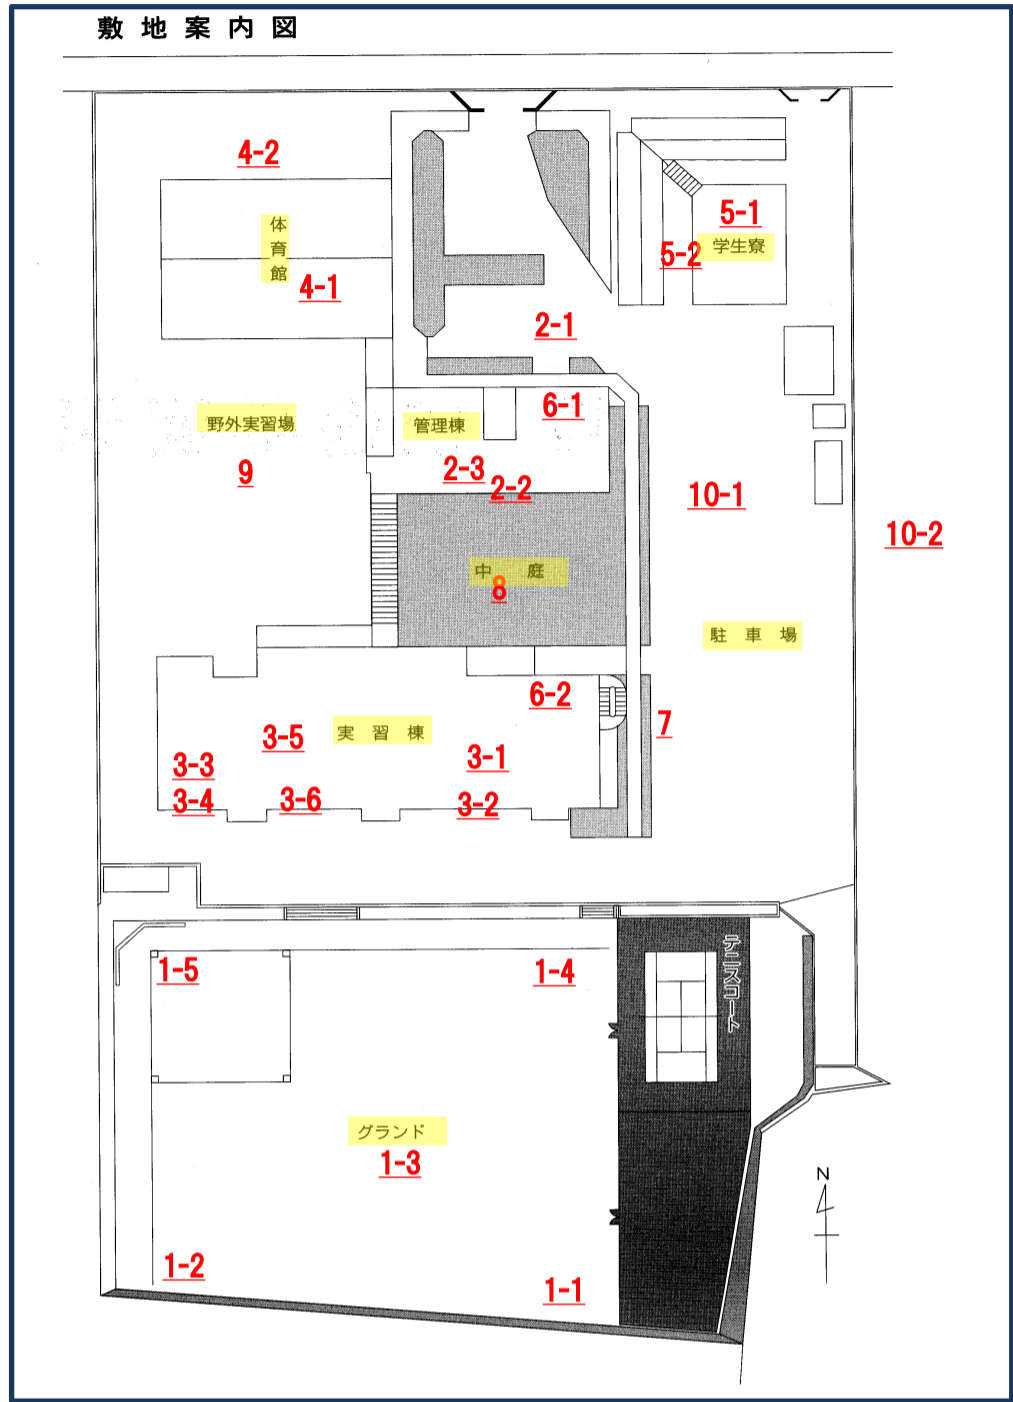 敷地案内図
4-2
体育館
4-1
5-1
学生寮
5-2
2-1
6-1
野外実習場
管理棟
9
2-3
2-2
10-1
10-2
中庭
8
駐車場
6-2
7
実習棟
3-5
3-1
3-3
3-4
3-6
3-2
テニスコート
1-5
1-4
グランド
1-3
N
1-2
1-1